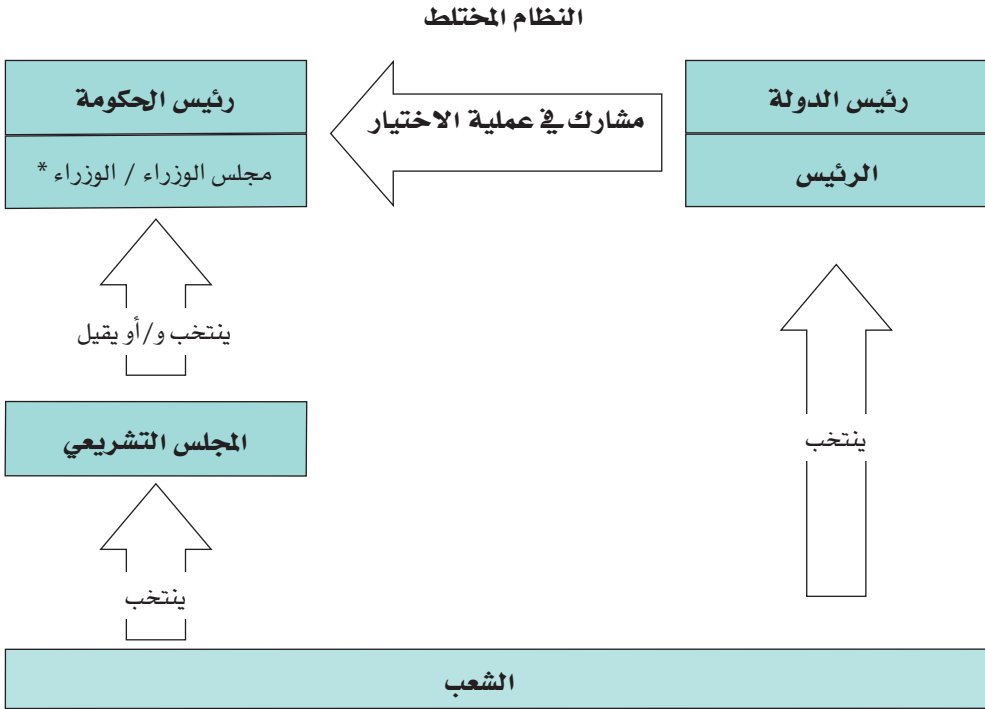 النظام المختلط
رئيس الدولة
الرئيس
مشارك في عملية الاختيار
رئيس الحكومة
مجلس الوزراء / الوزراء *
ينتخب و/أو يقيل
المجلس التشريعي
ينتخب
ينتخب
الشعب